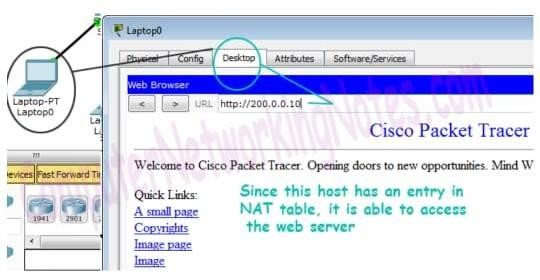 Laptop0
Physical Config Desktop Attributes Software/Services
Web Browser
< > URL http://200.0.0.10
Cisco Packet Tracer
Welcome to Cisco Packet Tracer. Opening doors to new opportunities. Mind W
Quick Links:
A small page
Copyrights
Image page
Image
Since this host has an entry in
NAT table, it is able to access
the web server
Laptop-PT
Laptop0
La
Fast Forward Ti
1941 2901
ComputerNetworkingNotes.com